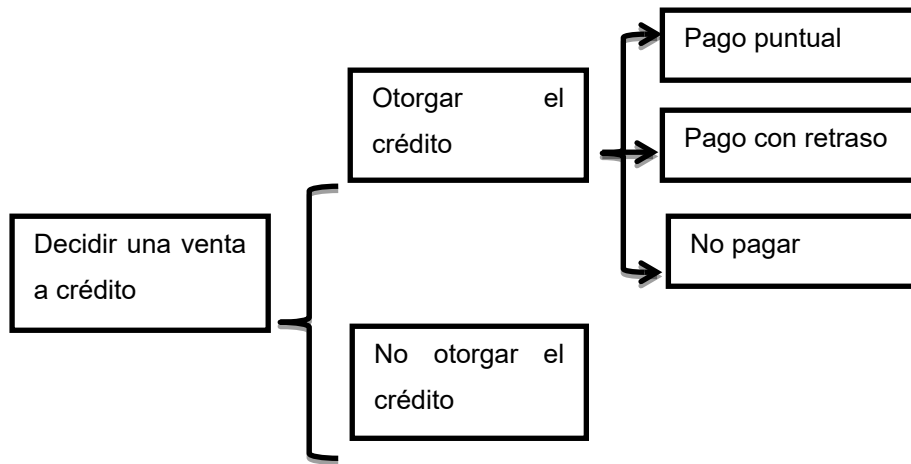 Decidir una venta
a crédito
Otorgar el
crédito
No otorgar el
crédito
Pago puntual
Pago con retraso
No pagar